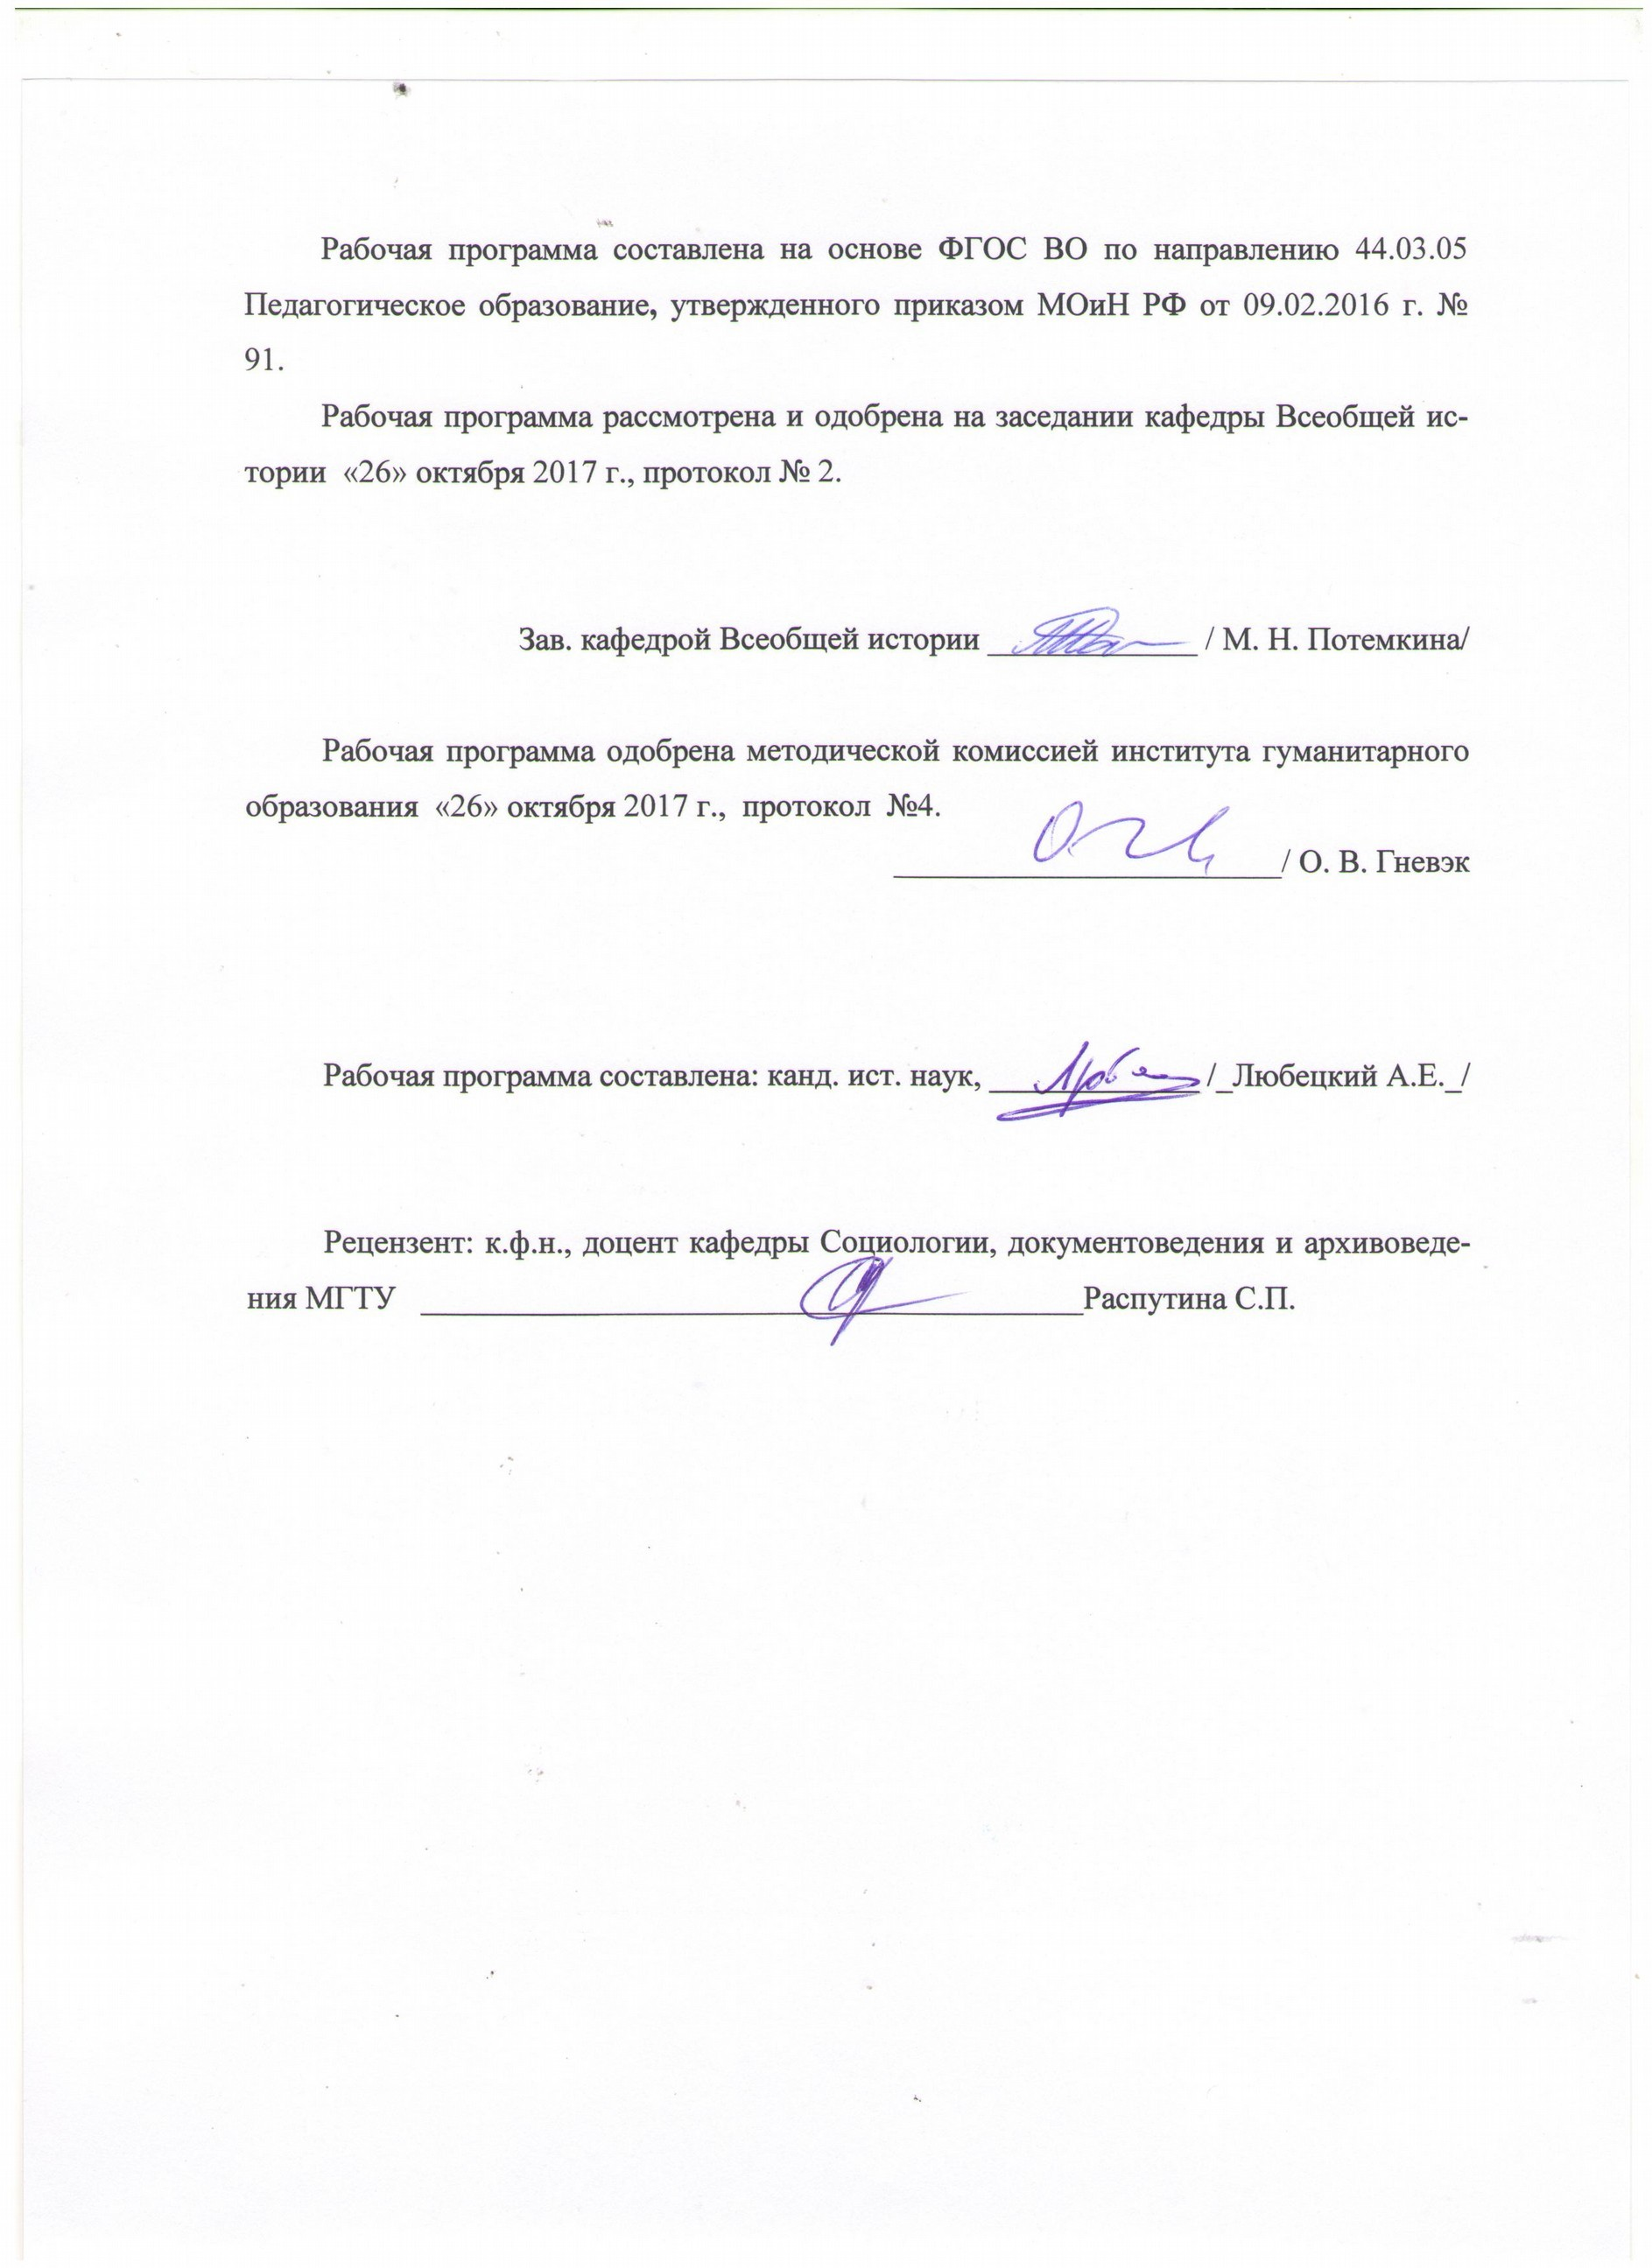 Рабочая программа составлена на основе ФГОС ВО по направлению 44.03.05
Педагогическое образование, утвержденного приказом МОиН РФ от 09.02.2016 г. №
91.
Рабочая программа рассмотрена и одобрена на заседании кафедры Всеобщей ис-
тории «26» октября 2017 г., протокол № 2.
Зав. кафедрой Всеобщей истории _____________ / М. Н. Потемкина/
Рабочая программа одобрена методической комиссией института гуманитарного
образования «26» октября 2017 г., протокол №4.
________________________/ О. В. Гневэк
Рабочая программа составлена: канд. ист. наук, _____________ /_Любецкий А.Е._/
Рецензент: к.ф.н., доцент кафедры Социологии, документоведения и архивоведе-
ния МГТУ _________________________________________Распутина С.П.